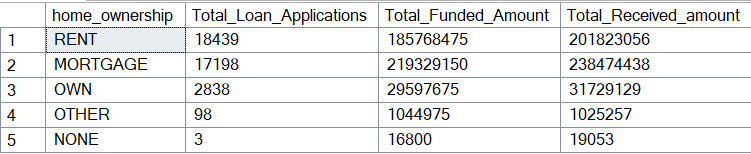 home_ownership Total_Loan_Applications Total_Funded_Amount Total_Received_amount
1 RENT 18439 185768475 201823056
2 MORTGAGE 17198 219329150 238474438
3 OWN 2838 29597675 31729129
4 OTHER 98 1044975 1025257
5 NONE 3 16800 19053